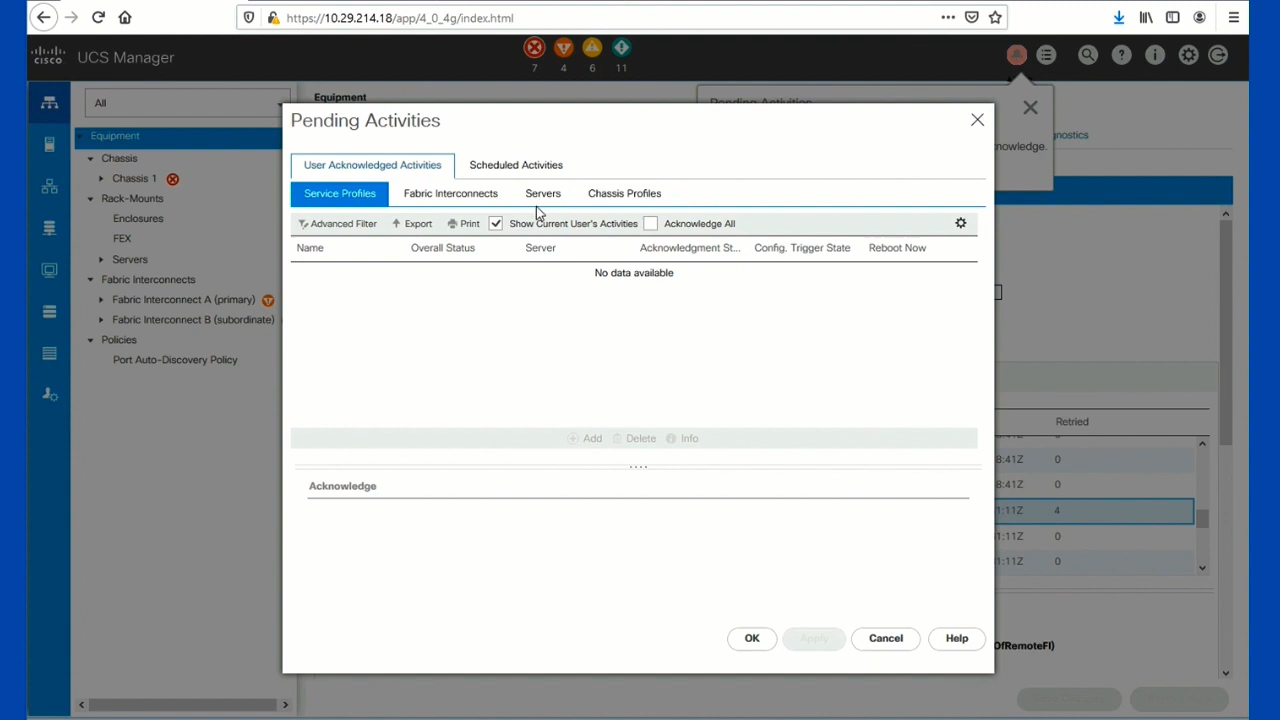 https://10.29.214.18/app/4_0_4g/index.html
CISCO UCS Manager
7 4 6 11
All
Equipment
Pending Activities
nowledge.
gnostics
Equipment
Chassis
Chassis 1
Rack-Mounts
Enclosures
FEX
Servers
Fabric Interconnects
Fabric Interconnect A (primary)
Fabric Interconnect B (subordinate)
Policies
Port Auto-Discovery Policy
Pending Activities
User Acknowledged Activities Scheduled Activities
Service Profiles Fabric Interconnects Servers Chassis Profiles
Advanced Filter Export Print Show Current User's Activities Acknowledge All
Name Overall Status Server Acknowledgment St... Config. Trigger State Reboot Now
No data available
Add Delete Info
Acknowledge
OK Apply Cancel Help
Retried
8:41Z 0
8:41Z 0
1:11Z 4
1:11Z 0
1:11Z 0
OfRemoteFI)